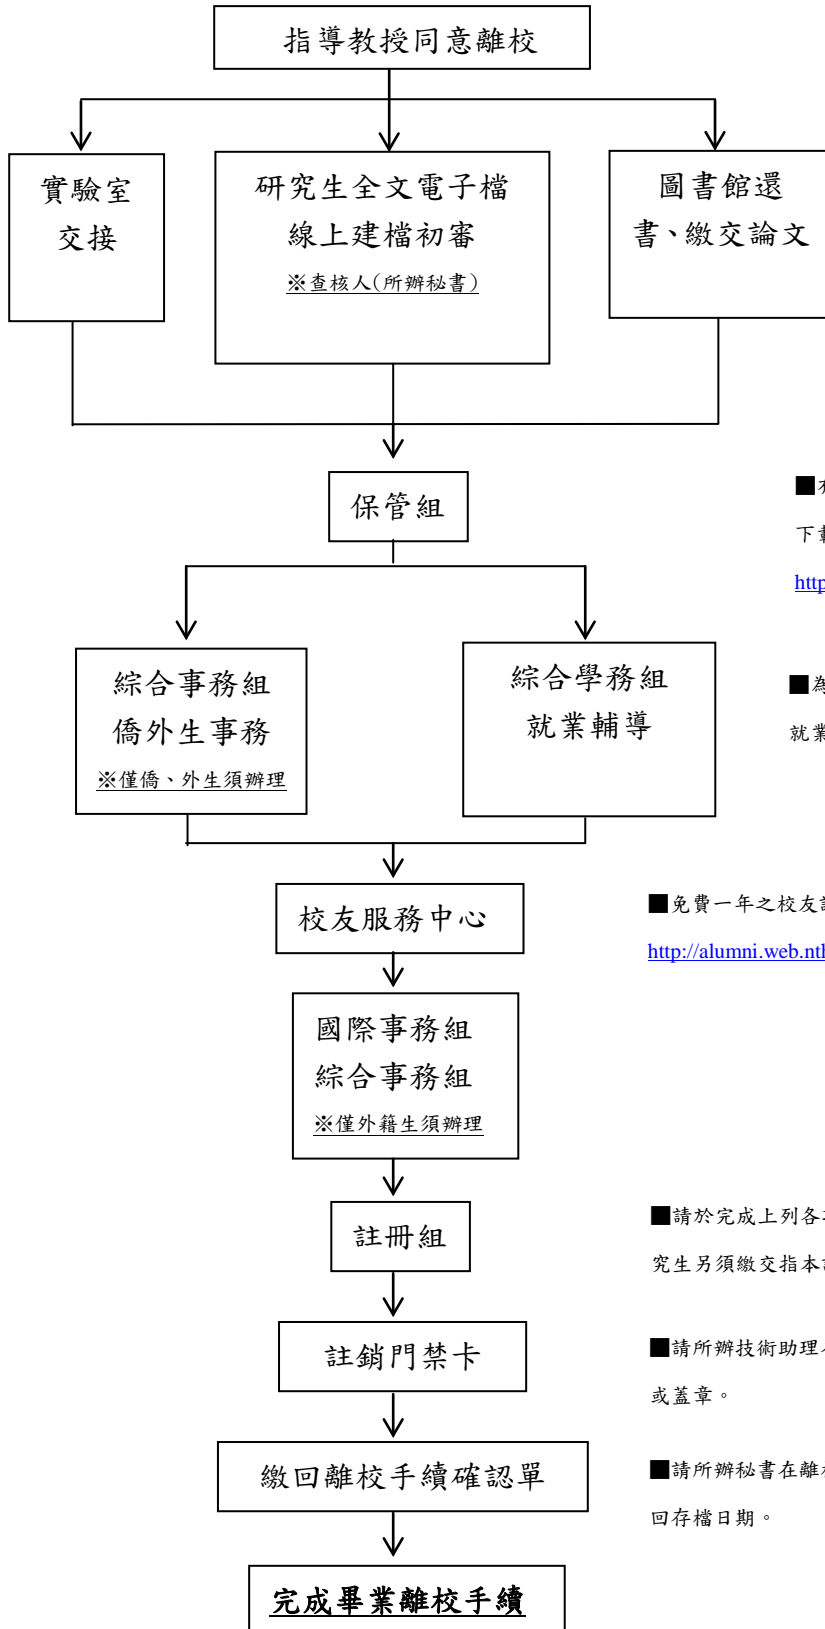 指導教授同意離校
實驗室
交接
研究生全文電子檔
線上建檔初審
※查核人(所辦秘書)
圖書館還
書、繳交論文
保管組
■有
下載
http
綜合事務組
僑外生事務
※僅僑、外生須辦理
綜合學務組
就業輔導
■為
就業
校友服務中心
■免費一年之校友
http://alumni.web.nth
國際事務組
綜合事務組
※僅外籍生須辦理
註冊組
■請於完成上列各
究生另須繳交指本
註銷門禁卡
■請所辦技術助理
或蓋章。
繳回離校手續確認單
■請所辦秘書在離校
回存檔日期。
完成畢業離校手續